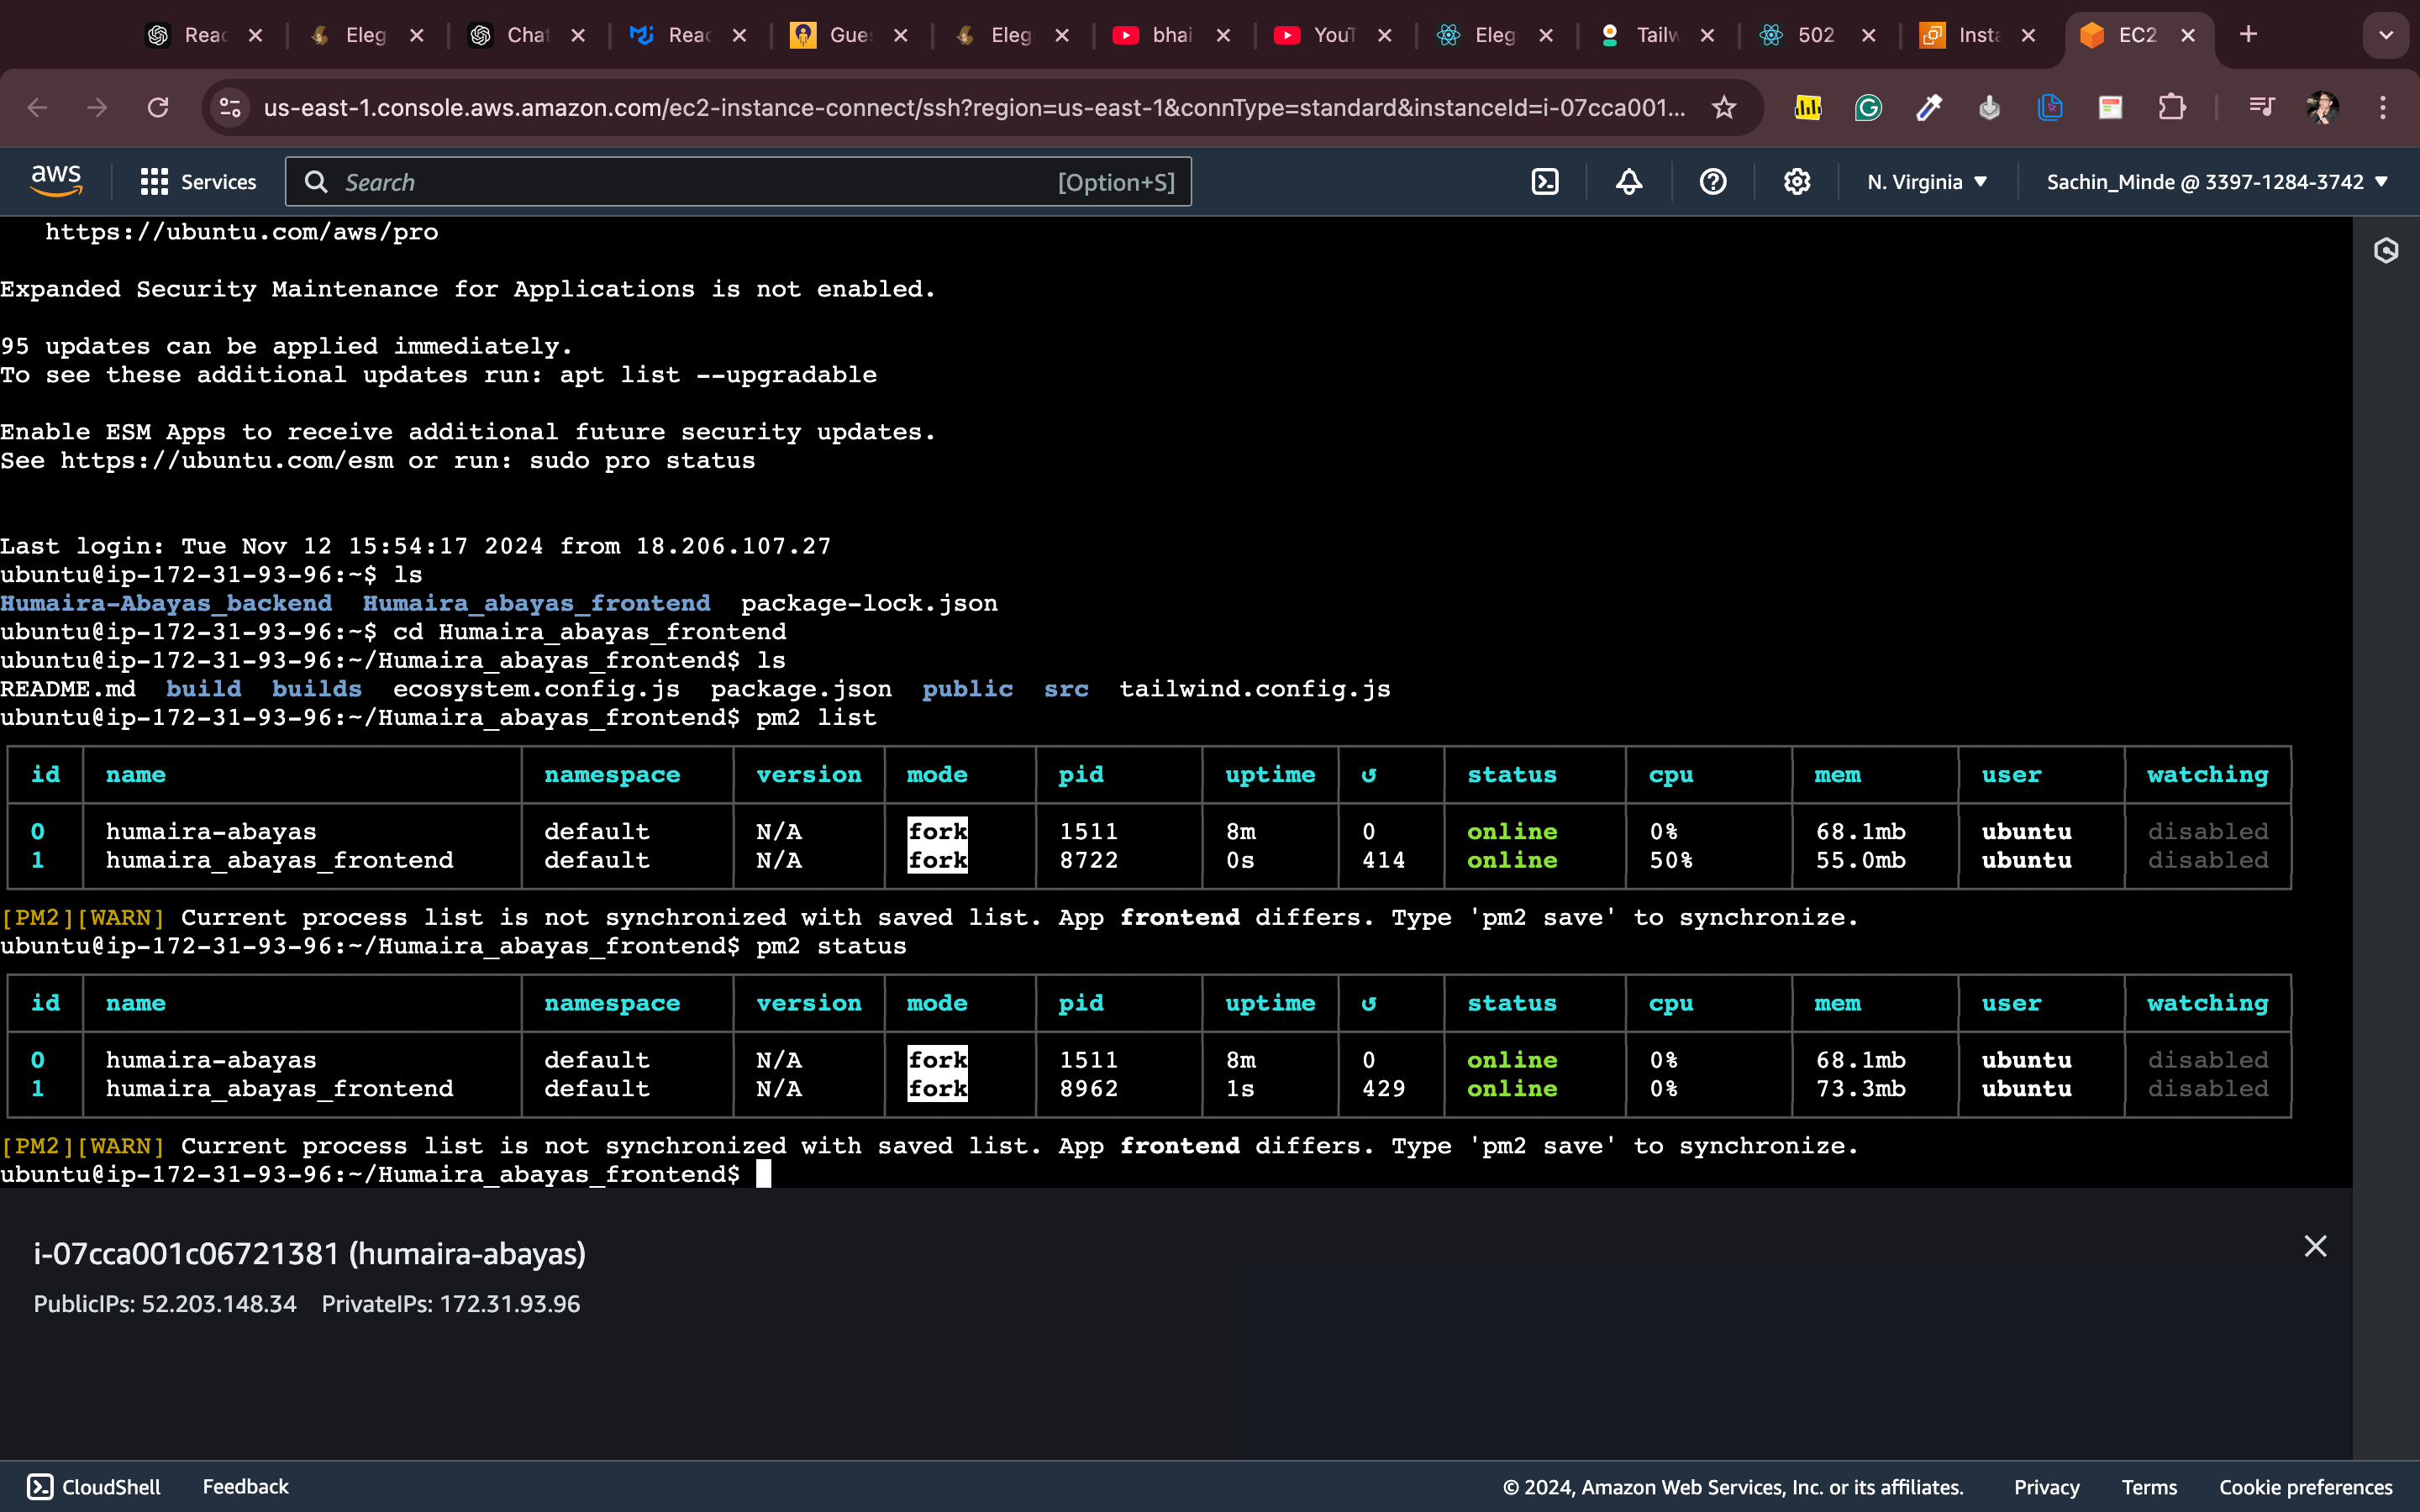 Reac
Eleg
Chat
Reac
Gues
Eleg
bhai
YouT
Eleg
Tailw
502
Insta
EC2
us-east-1.console.aws.amazon.com/ec2-instance-connect/ssh?region=us-east-1&connType=standard&instanceId=i-07cca001...
aws Services Search [Option+S] N. Virginia Sachin_Minde @ 3397-1284-3742
https://ubuntu.com/aws/pro
Expanded Security Maintenance for Applications is not enabled.
95 updates can be applied immediately.
To see these additional updates run: apt list --upgradable
Enable ESM Apps to receive additional future security updates.
See https://ubuntu.com/esm or run: sudo pro status
Last login: Tue Nov 12 15:54:17 2024 from 18.206.107.27
ubuntu@ip-172-31-93-96:~$ ls
Humaira-Abayas_backend Humaira_abayas_frontend package-lock.json
ubuntu@ip-172-31-93-96:~$ cd Humaira_abayas_frontend
ubuntu@ip-172-31-93-96:~/Humaira_abayas_frontend$ ls
README.md build builds ecosystem.config.js package.json public src tailwind.config.js
ubuntu@ip-172-31-93-96:~/Humaira_abayas_frontend$ pm2 list
id name namespace version mode pid uptime ↺ status cpu mem user watching
0 humaira-abayas default N/A fork 1511 8m 0 online 0% 68.1mb ubuntu disabled
1 humaira_abayas_frontend default N/A fork 8722 0s 414 online 50% 55.0mb ubuntu disabled
[PM2][WARN] Current process list is not synchronized with saved list. App frontend differs. Type 'pm2 save' to synchronize.
ubuntu@ip-172-31-93-96:~/Humaira_abayas_frontend$ pm2 status
id name namespace version mode pid uptime ↺ status cpu mem user watching
0 humaira-abayas default N/A fork 1511 8m 0 online 0% 68.1mb ubuntu disabled
1 humaira_abayas_frontend default N/A fork 8962 1s 429 online 0% 73.3mb ubuntu disabled
[PM2][WARN] Current process list is not synchronized with saved list. App frontend differs. Type 'pm2 save' to synchronize.
ubuntu@ip-172-31-93-96:~/Humaira_abayas_frontend$
i-07cca001c06721381 (humaira-abayas)
PublicIPs: 52.203.148.34 PrivateIPs: 172.31.93.96
CloudShell Feedback © 2024, Amazon Web Services, Inc. or its affiliates. Privacy Terms Cookie preferences